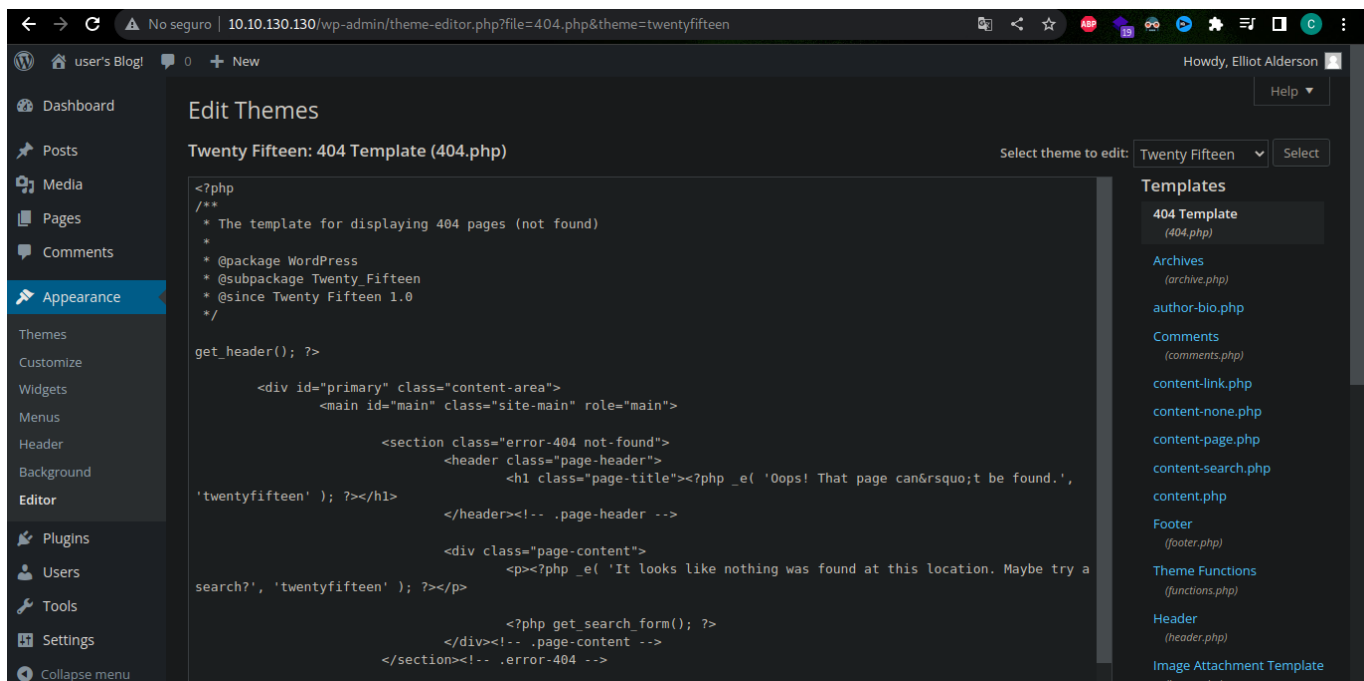 No seguro | 10.10.130.130/wp-admin/theme-editor.php?file=404.php&theme=twentyfifteen
ABP
19
C
user's Blog! 0 + New
Howdy, Elliot Alderson
Help ▼
Dashboard
Posts
Media
Pages
Comments
Appearance
Themes
Customize
Widgets
Menus
Header
Background
Editor
Plugins
Users
Tools
Settings
Collapse menu
Edit Themes
Twenty Fifteen: 404 Template (404.php)
Select theme to edit: Twenty Fifteen Select
<?php
/**
 * The template for displaying 404 pages (not found)
 *
 * @package WordPress
 * @subpackage Twenty_Fifteen
 * @since Twenty Fifteen 1.0
 */
get_header(); ?>
<div id="primary" class="content-area">
<main id="main" class="site-main" role="main">
<section class="error-404 not-found">
<header class="page-header">
<h1 class="page-title"><?php _e( 'Oops! That page can&rsquo;t be found.',
'twentyfifteen' ); ?></h1>
</header><!-- .page-header -->
<div class="page-content">
<p><?php _e( 'It looks like nothing was found at this location. Maybe try a
search?', 'twentyfifteen' ); ?></p>
<?php get_search_form(); ?>
</div><!-- .page-content -->
</section><!-- .error-404 -->
Templates
404 Template
(404.php)
Archives
(archive.php)
author-bio.php
Comments
(comments.php)
content-link.php
content-none.php
content-page.php
content-search.php
content.php
Footer
(footer.php)
Theme Functions
(functions.php)
Header
(header.php)
Image Attachment Template